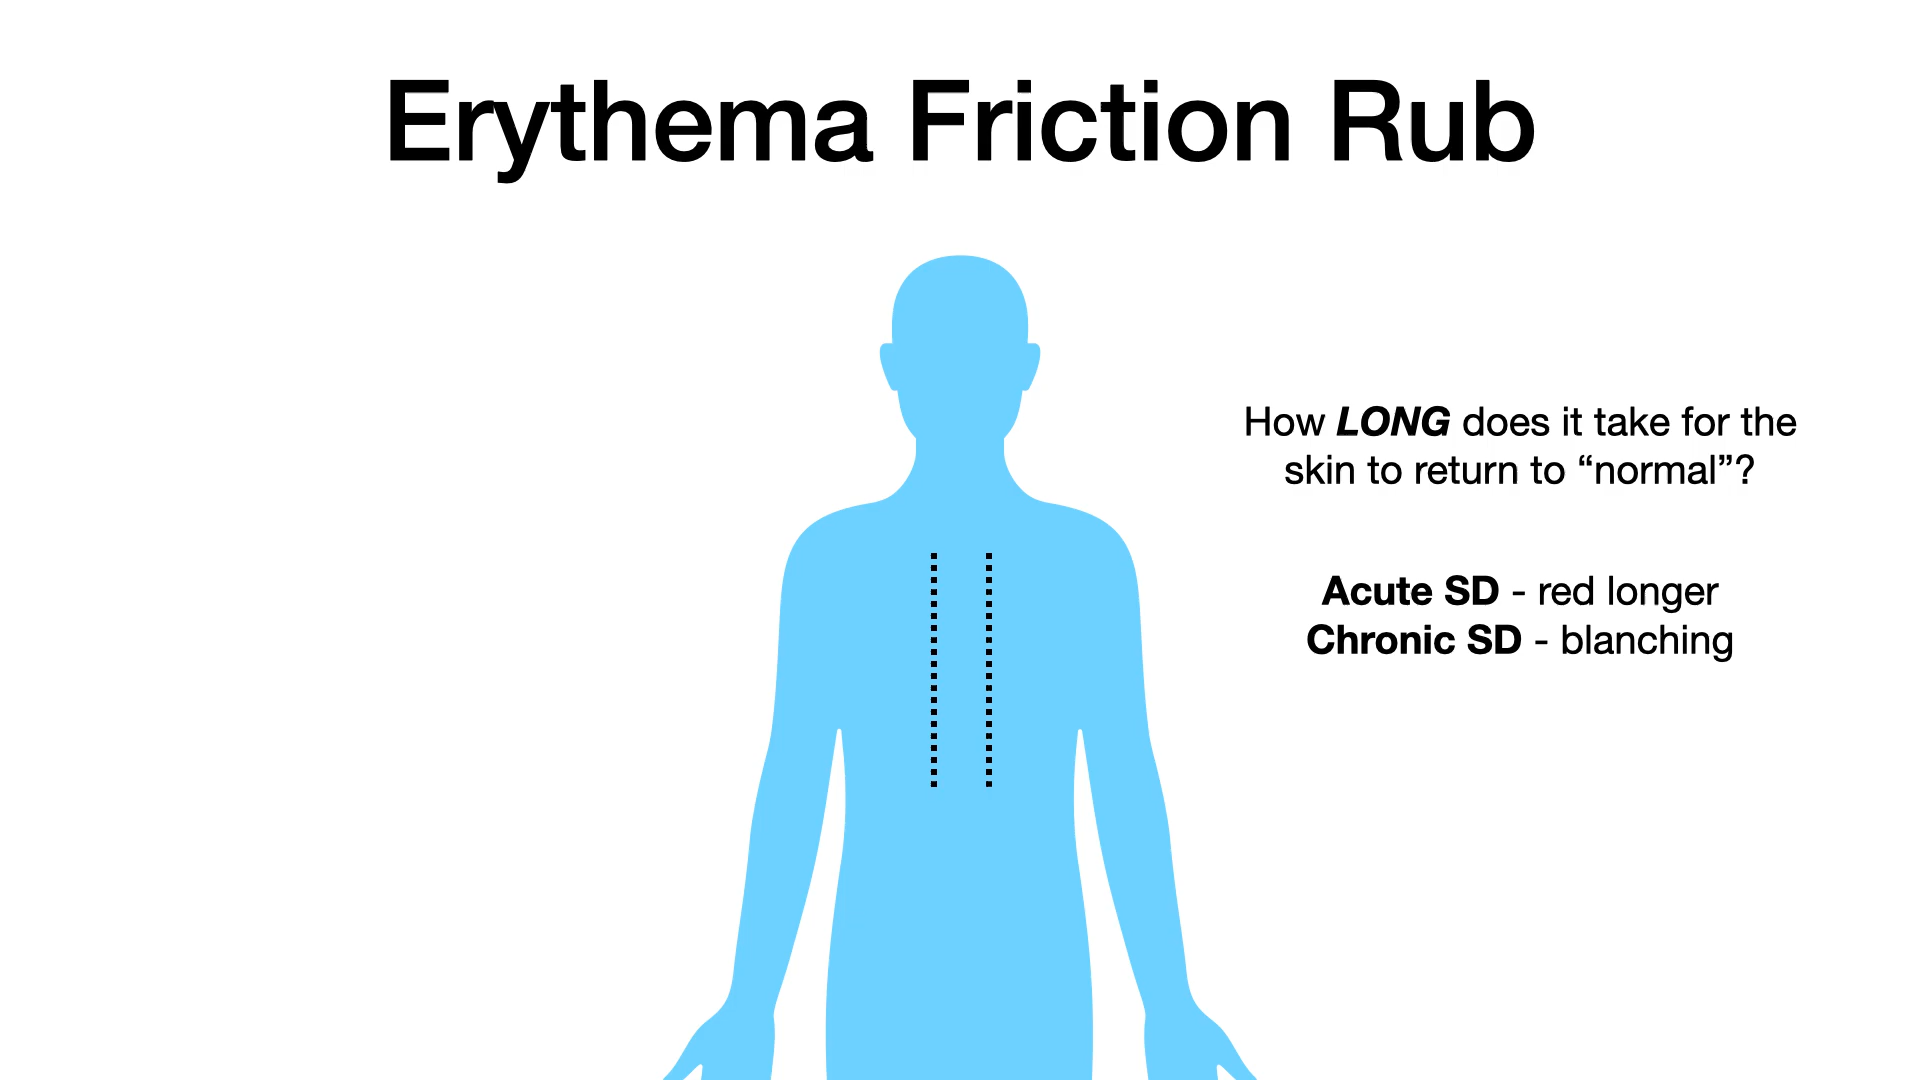 Erythema Friction Rub
How LONG does it take for the
skin to return to “normal”?
Acute SD - red longer
Chronic SD - blanching